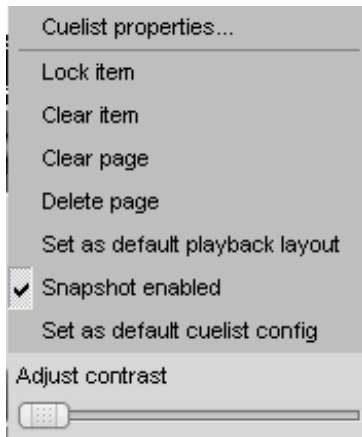 Cuelist properties...
Lock item
Clear item
Clear page
Delete page
Set as default playback layout
Snapshot enabled
Set as default cuelist config
Adjust contrast